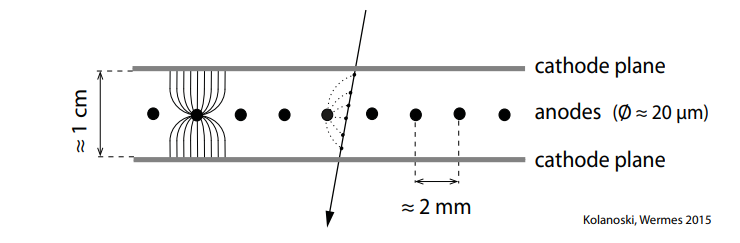 cathode plane
≈ 1 cm
anodes (Ø ≈ 20 μm)
cathode plane
≈ 2 mm
Kolanoski, Wermes 2015